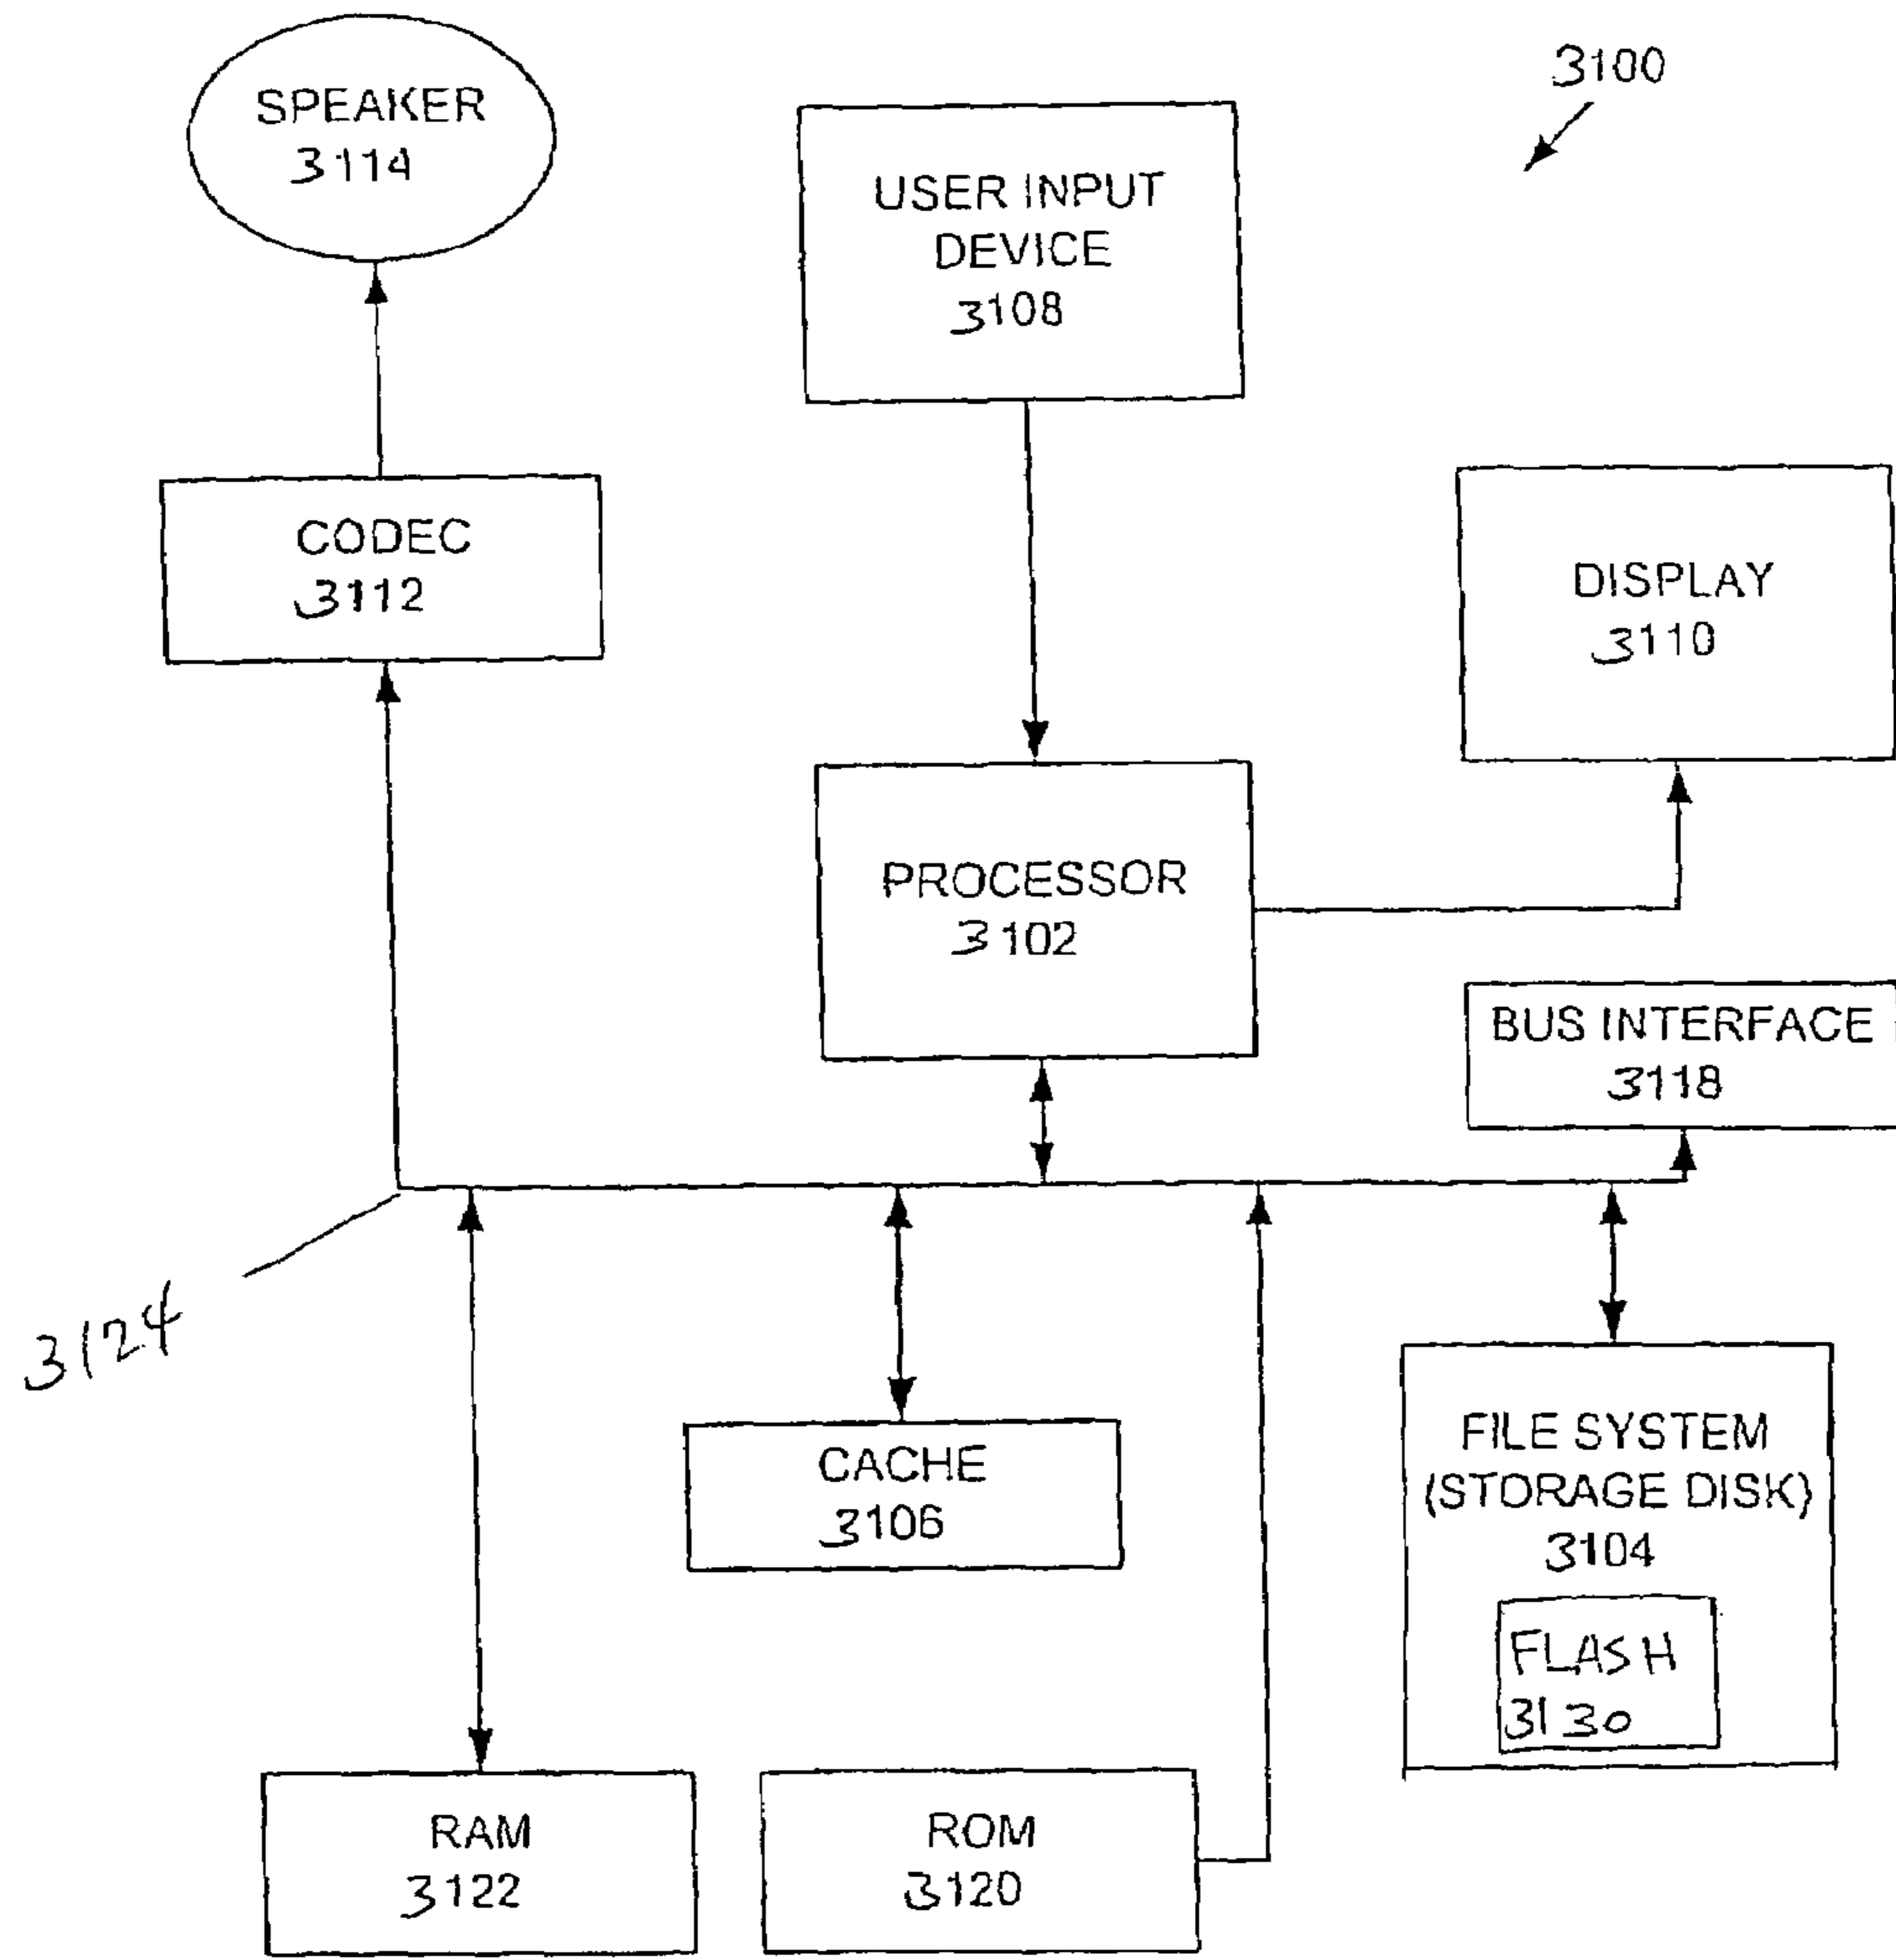 3100
SPEAKER
3114
USER INPUT
DEVICE
3108
CODEC
3112
DISPLAY
3110
PROCESSOR
3102
BUS INTERFACE
3118
3124
CACHE
3106
FILE SYSTEM
(STORAGE DISK)
3104
FLASH
3130
RAM
3122
ROM
3120